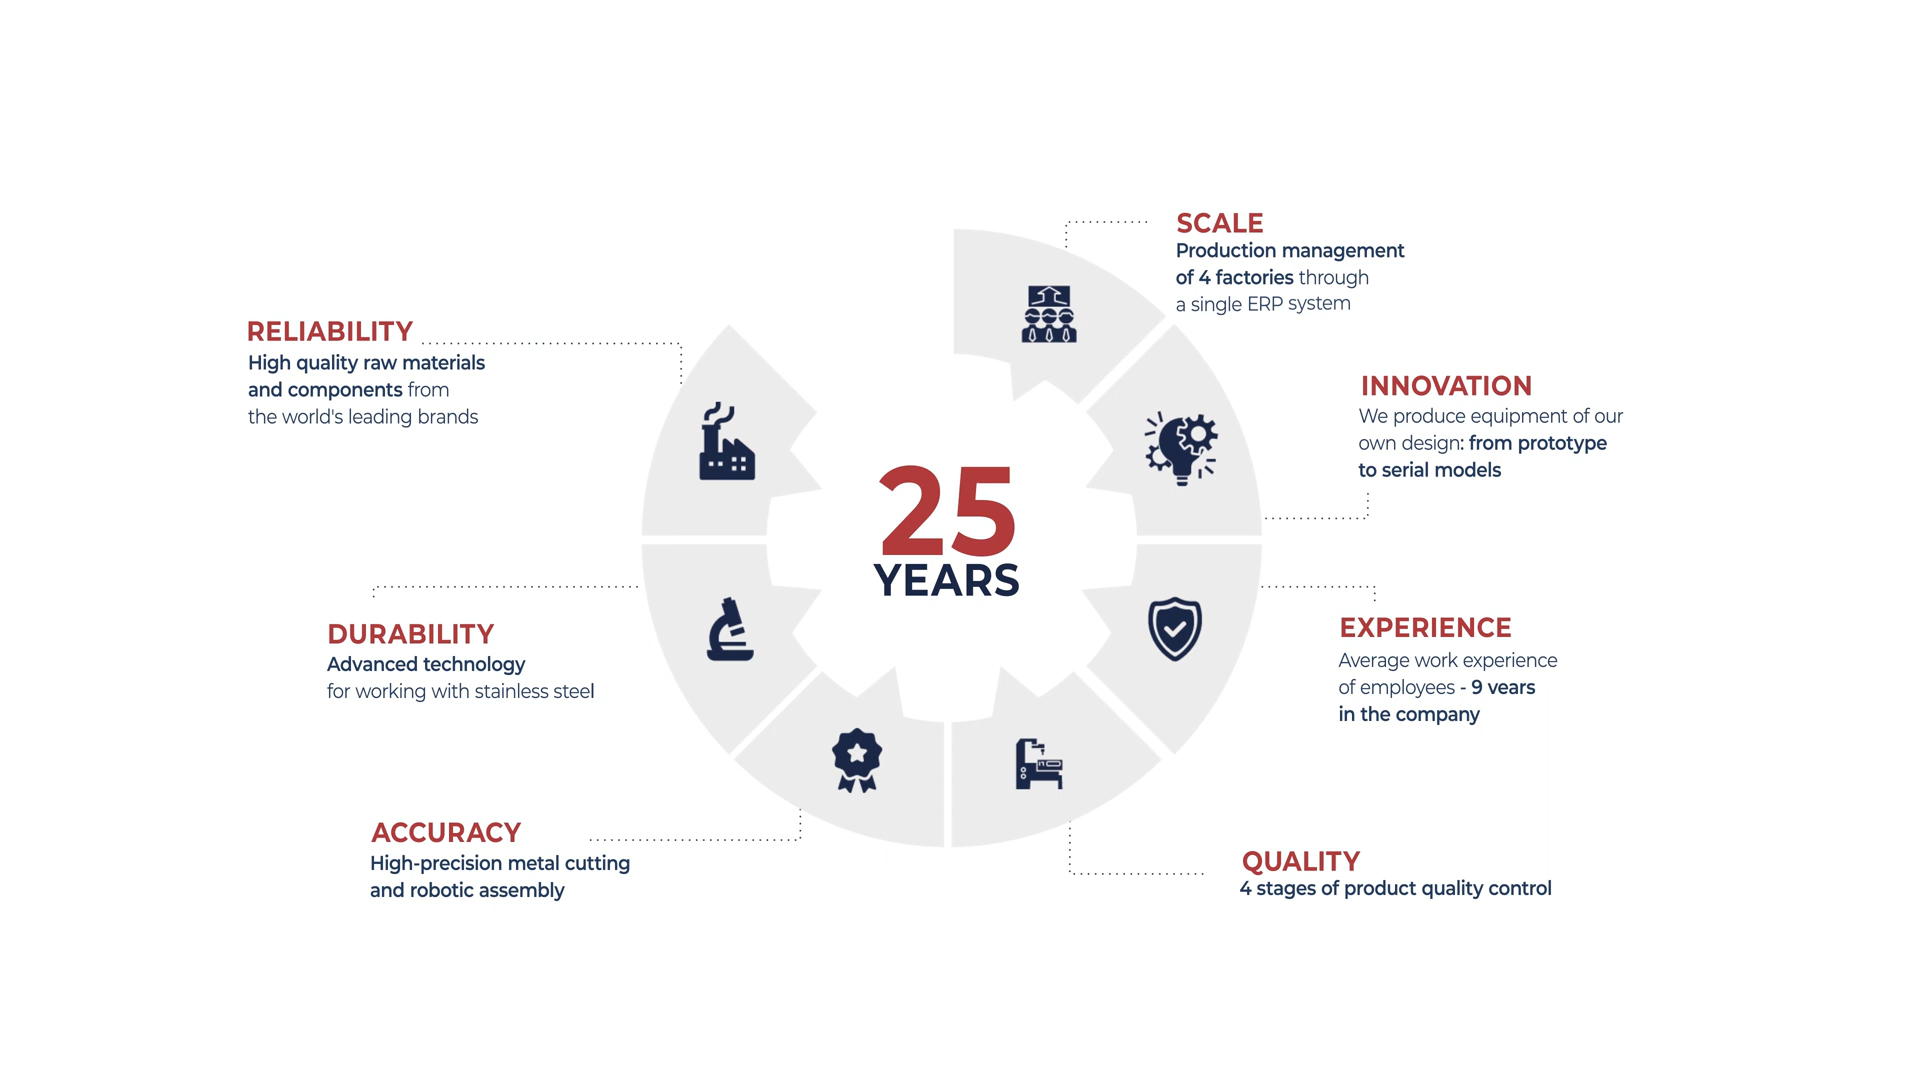 SCALE
Production management
of 4 factories through
a single ERP system
RELIABILITY
High quality raw materials
and components from
the world's leading brands
INNOVATION
We produce equipment of our
own design: from prototype
to serial models
25
YEARS
DURABILITY
Advanced technology
for working with stainless steel
EXPERIENCE
Average work experience
of employees - 9 vears
in the company
ACCURACY
High-precision metal cutting
and robotic assembly
QUALITY
4 stages of product quality control